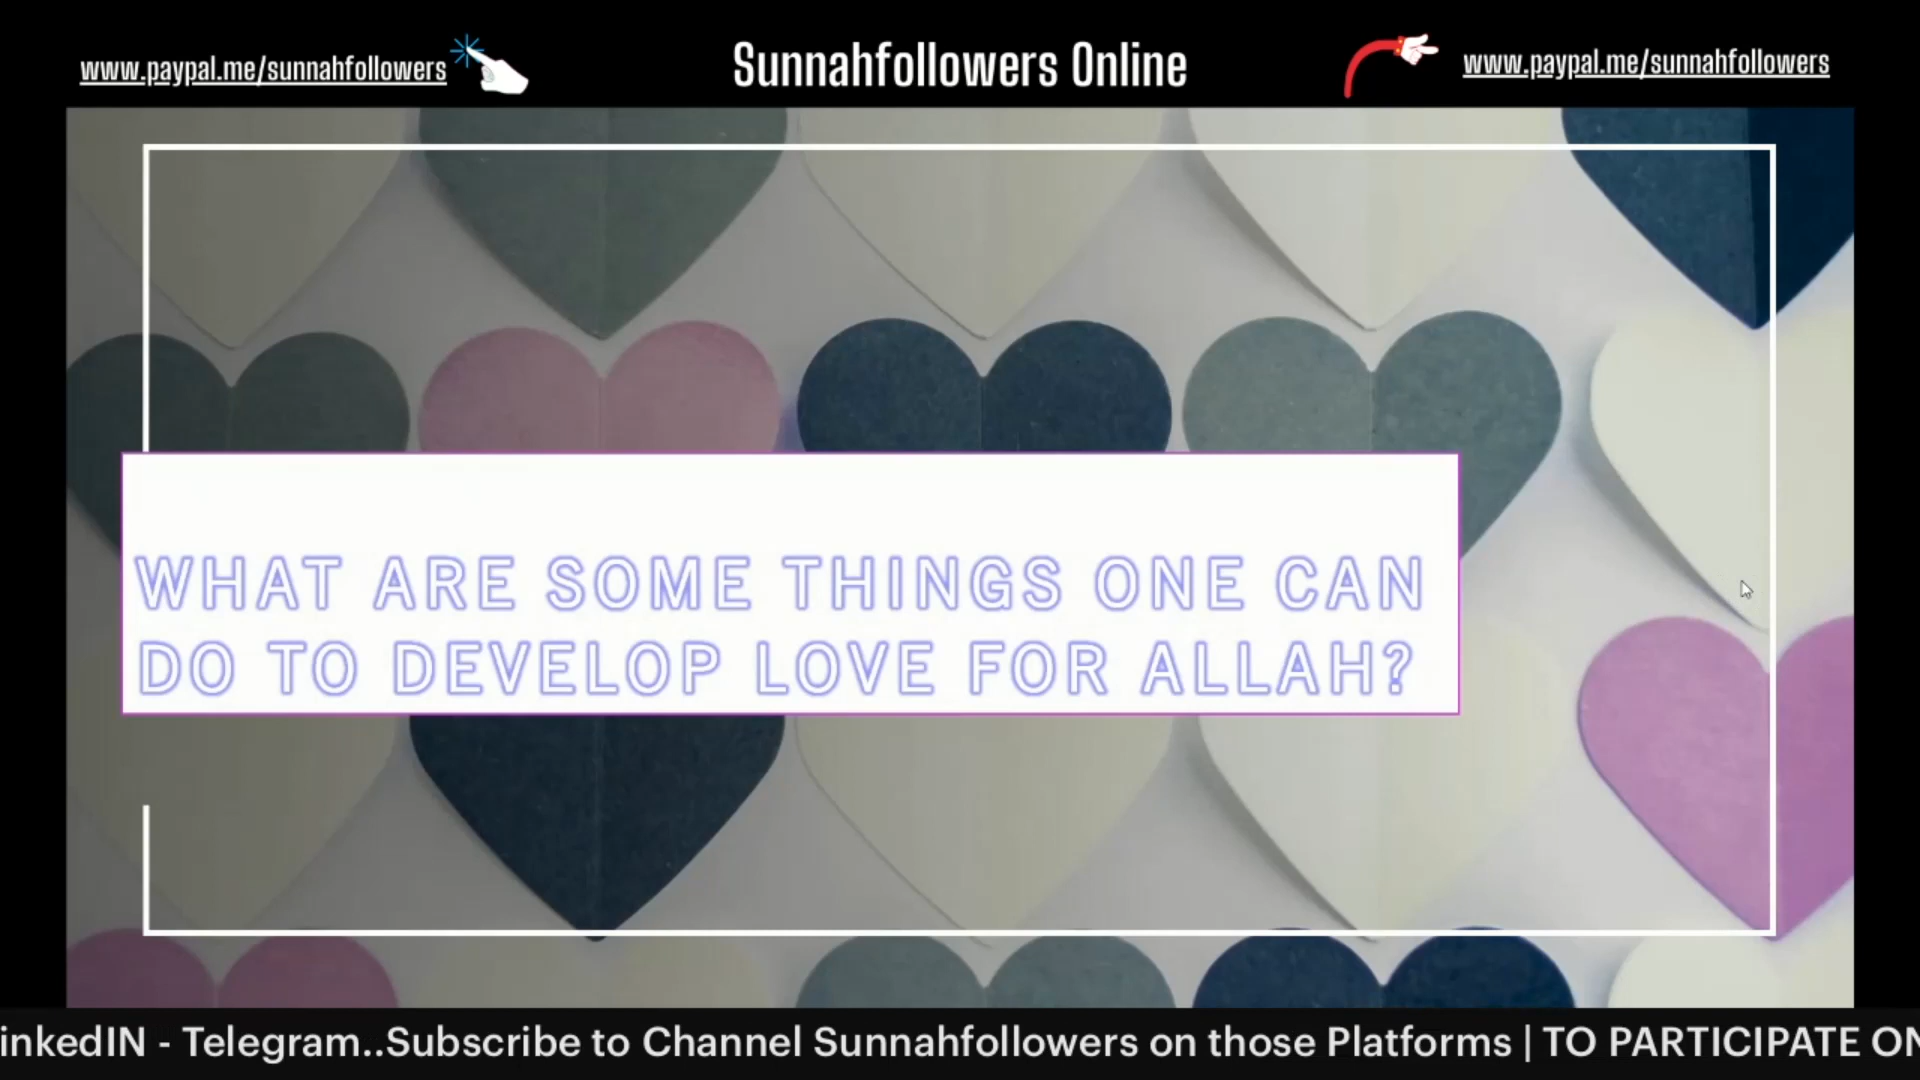 www.paypal.me/sunnahfollowers
Sunnahfollowers Online
www.paypal.me/sunnahfollowers
WHAT ARE SOME THINGS ONE CAN
DO TO DEVELOP LOVE FOR ALLAH?
inkedIN - Telegram..Subscribe to Channel Sunnahfollowers on those Platforms | TO PARTICIPATE ON